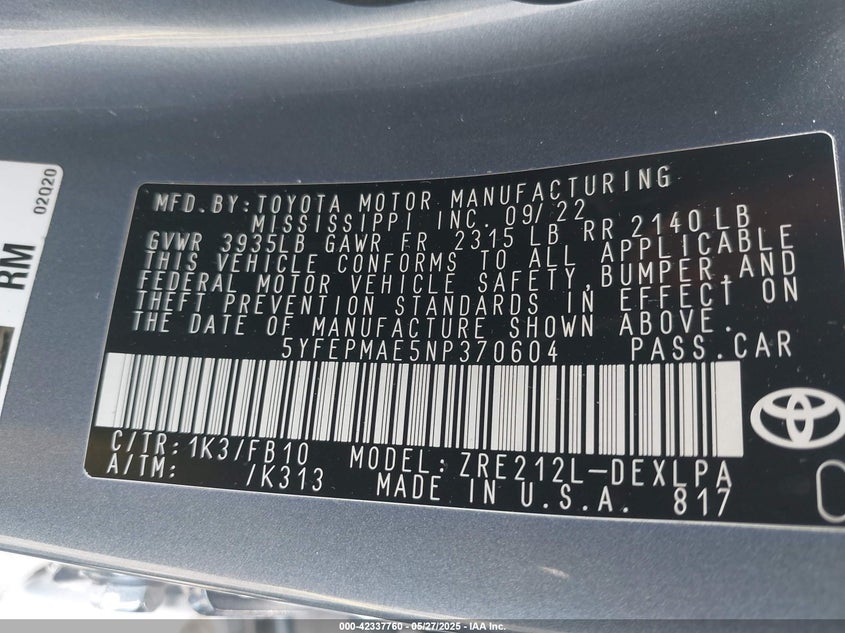 02020
RM
MFD.BY:TOYOTA MOTOR MANUFACTURING
MISSISSIPPI INC. 09/22
GVWR 3935LB GAWR FR 2315 LB RR 2140 LB
THIS VEHICLE CONFORMS TO ALL APPLICABLE
FEDERAL MOTOR VEHICLE SAFETY,BUMPER,AND
THEFT PREVENTION STANDARDS IN EFFECT ON
THE DATE OF MANUFACTURE SHOWN ABOVE.
5YFEPMAE5NP370604 PASS.CAR
C/TR:1K3/FB10 MODEL:ZRE212L-DEXLPA
A/TM: /K313 MADE IN U.S.A. 817
000-42337760 — 05/27/2025 — IAA Inc.